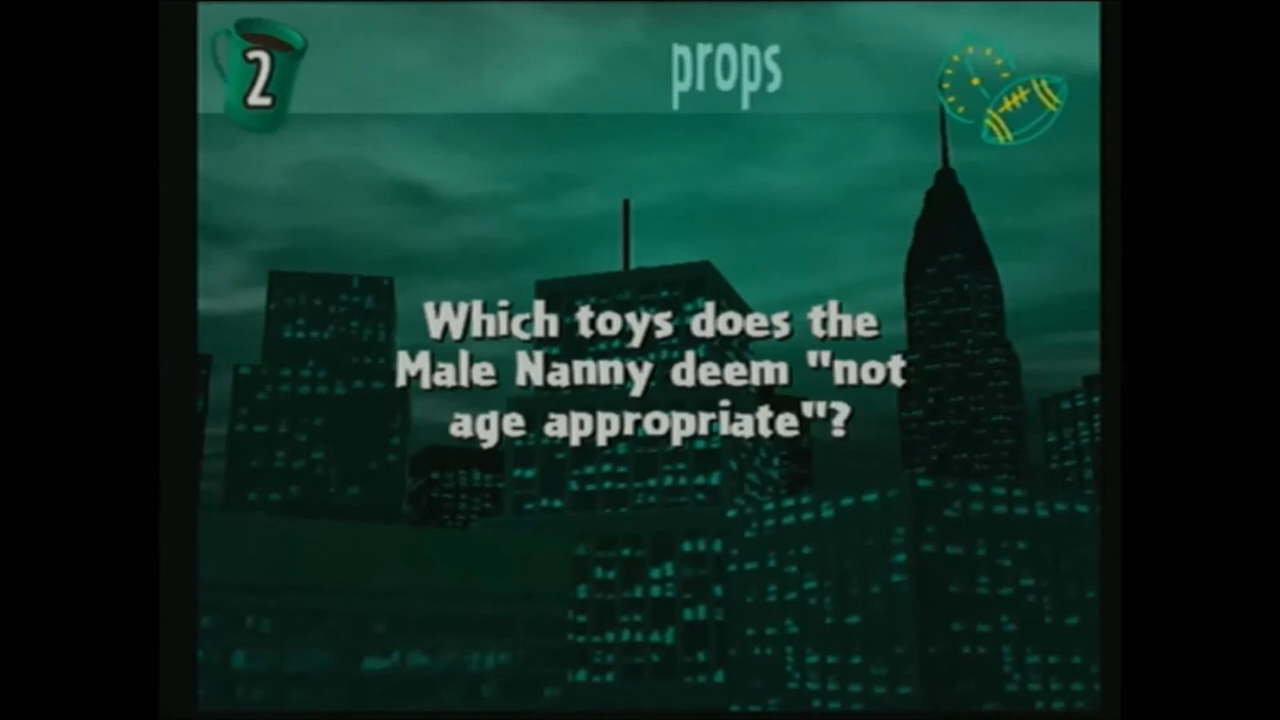 2
props
Which toys does the
Male Nanny deem "not
age appropriate"?